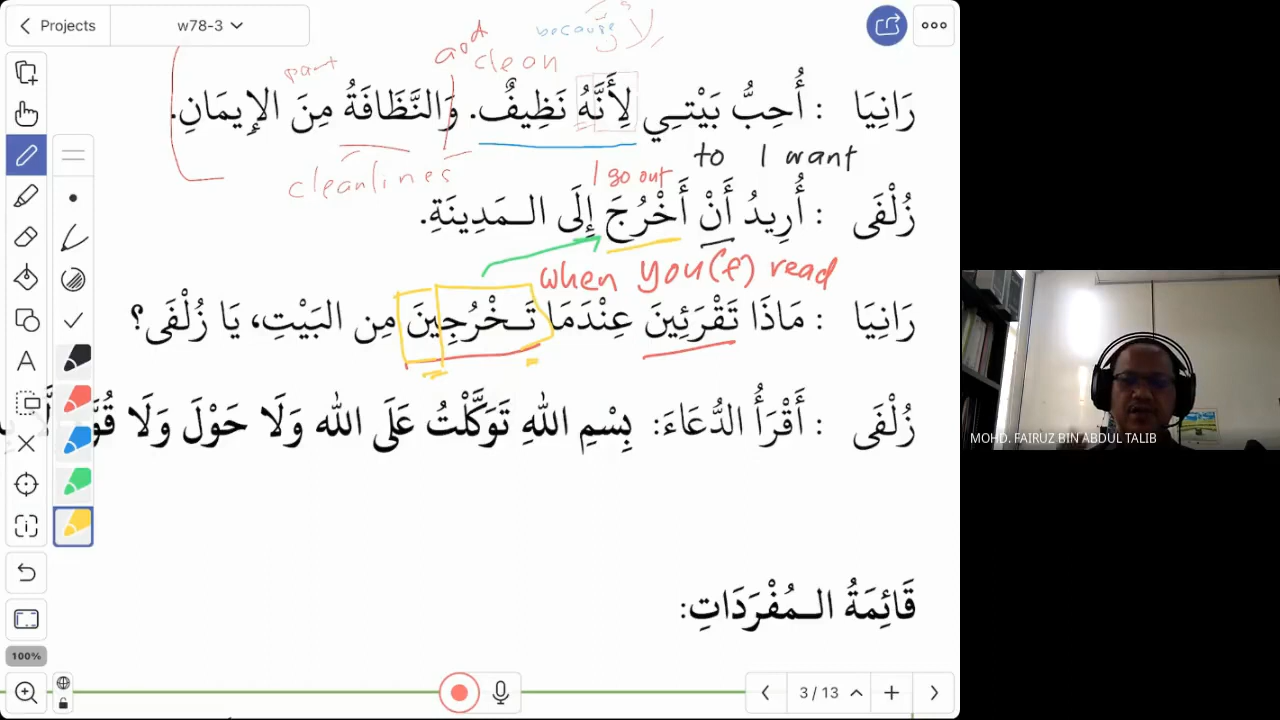 Projects
w78-3
because
and
part
clean
رَانِيَا : أُحِبُّ بَيْتِي لِأَنَّهُ نَظِيفٌ. وَالنَّظَافَةُ مِنَ الإِيمَانِ.
cleanlines
to I want
I go out
زُلْفَى : أُرِيدُ أَنْ أَخْرُجَ إِلَى الـمَدِينَةِ.
when you(f) read
رَانِيَا : مَاذَا تَقْرَئِينَ عِنْدَمَا تَـخْرُجِينَ مِن البَيْتِ، يَا زُلْفَى؟
زُلْفَى : أَقْرَأُ الدُّعَاءَ: بِسْمِ اللهِ تَوَكَّلْتُ عَلَى الله وَلَا حَوْلَ وَلَا
قَائِمَةُ الـمُفْرَدَاتِ:
MOHD. FAIRUZ BIN ABDUL TALIB
100%
3 / 13